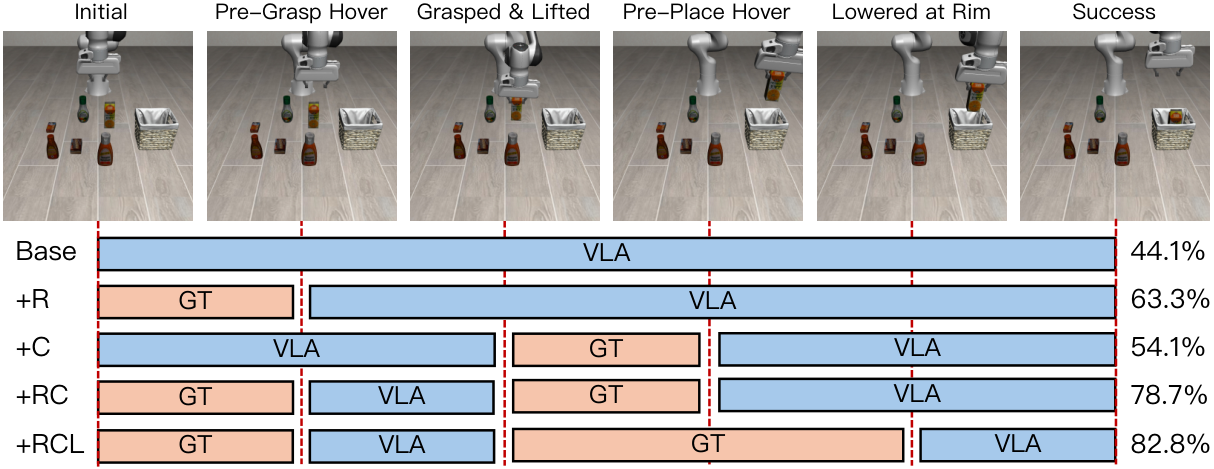 Initial Pre-Grasp Hover Grasped & Lifted Pre-Place Hover Lowered at Rim Success
Base VLA 44.1%
+R GT VLA 63.3%
+C VLA GT VLA 54.1%
+RC GT VLA GT VLA 78.7%
+RCL GT VLA GT VLA 82.8%